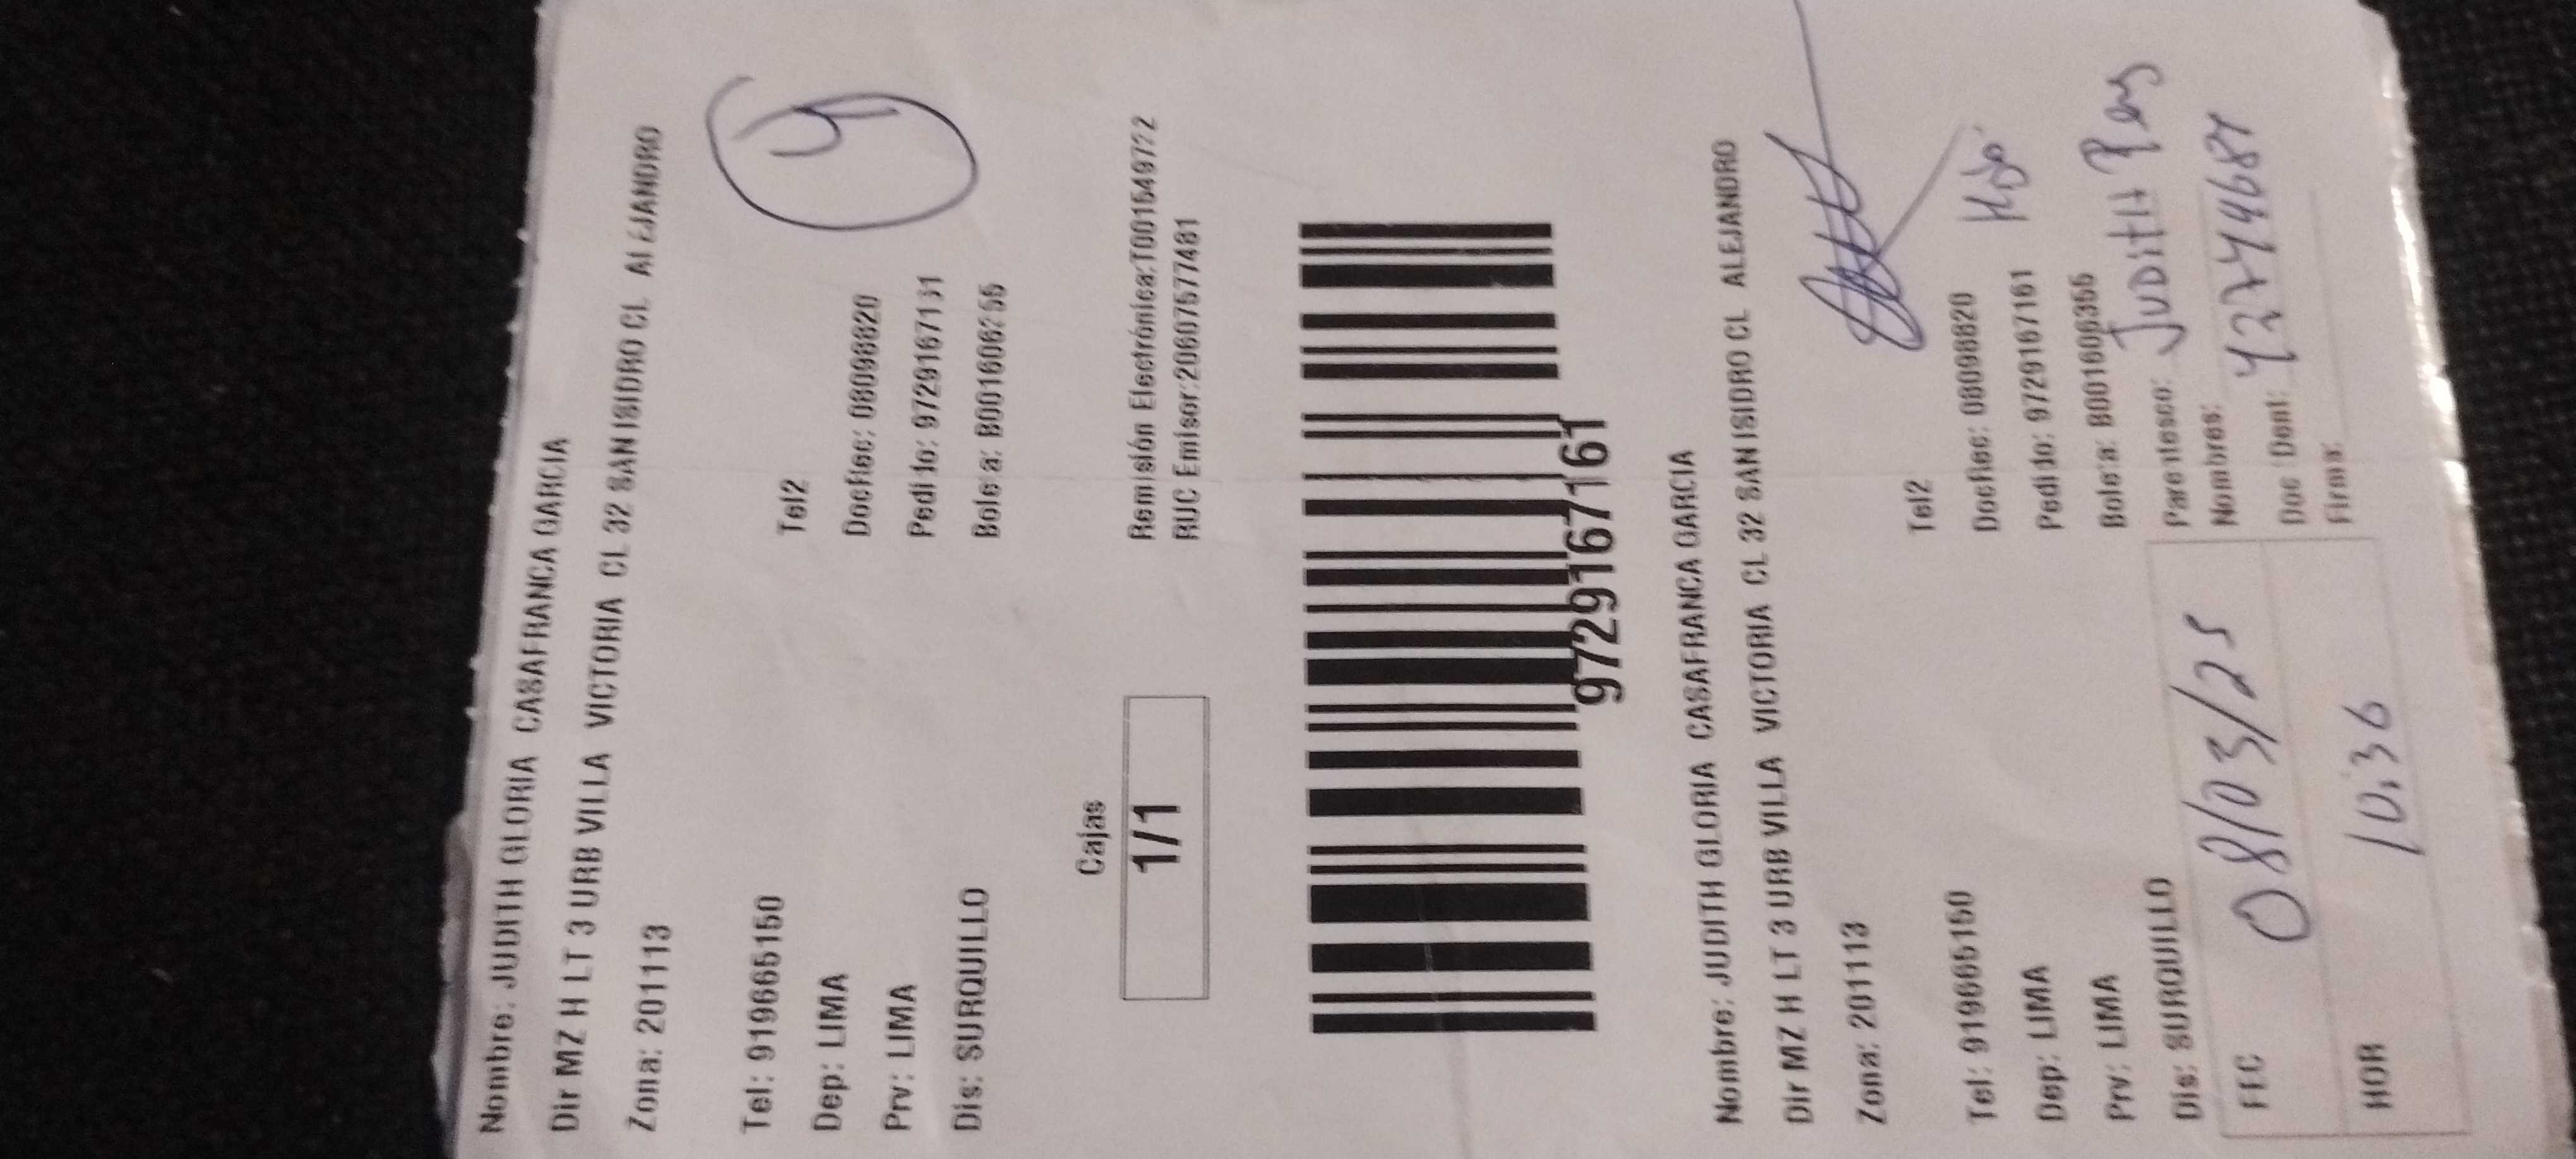 Nombre: JUDITH GLORIA CASAFRANCA GARCIA
Dir MZ H LT 3 URB VILLA VICTORIA CL 32 SAN ISIDRO CL ALEJANDRO
Zona: 201113
4
Tel: 919665150 Tel2
Dep: LIMA DocRec: 08098820
Prv: LIMA Pedido: 9729167161
Dis: SURQUILLO Boleta:
Cajas
1/1
Remisión Electrónica:
RUC Emisor:20607577481
9729167161
Nombre: JUDITH GLORIA CASAFRANCA GARCIA
Dir MZ H LT 3 URB VILLA VICTORIA CL 32 SAN ISIDRO CL ALEJANDRO
Zona: 201113
Tel: 919665150 Tel2
Dep: LIMA DocRec: 08098820
Prv: LIMA Pedido: 9729167161
Dis: SURQUILLO Boleta: B001606355
Parentesco:
Nombres: JUDITH
Doc Dent:
Firma:
FEC 08/03/25
HOR 10:36